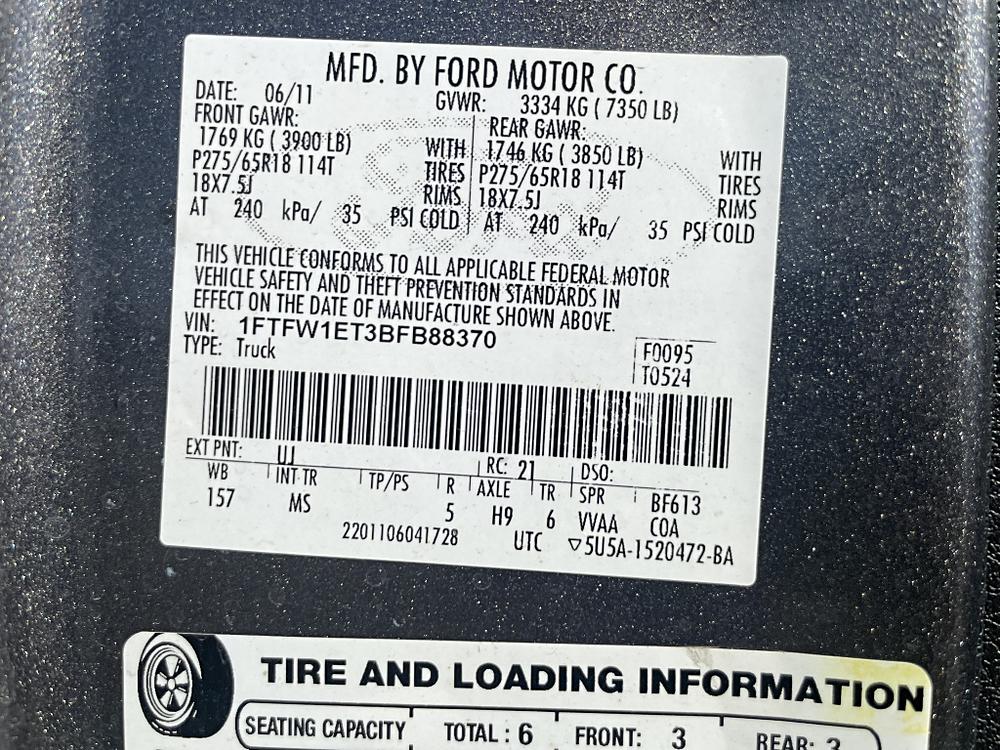 MFD. BY FORD MOTOR CO.
DATE: 06/11 GVWR: 3334 KG ( 7350 LB)
FRONT GAWR: REAR GAWR:
1769 KG ( 3900 LB) WITH 1746 KG ( 3850 LB) WITH
P275/65R18 114T TIRES P275/65R18 114T TIRES
18X7.5J RIMS 18X7.5J RIMS
AT 240 kPa/ 35 PSI COLD AT 240 kPa/ 35 PSI COLD
THIS VEHICLE CONFORMS TO ALL APPLICABLE FEDERAL MOTOR
VEHICLE SAFETY AND THEFT PREVENTION STANDARDS IN
EFFECT ON THE DATE OF MANUFACTURE SHOWN ABOVE.
VIN: 1FTFW1ET3BFB88370
TYPE: Truck
F0095
T0524
EXT PNT: UJ RC: 21 DSO:
WB INT TR TP/PS R AXLE TR SPR BF613
157 MS 5 H9 6 VVAA COA
2201106041728 UTC ▽5U5A-1520472-BA
TIRE AND LOADING INFORMATION
SEATING CAPACITY TOTAL : 6 FRONT: 3 REAR: 3